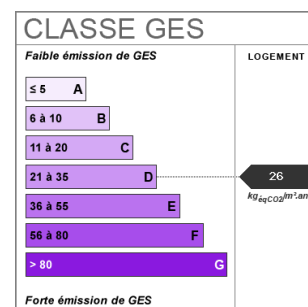 CLASSE GES
Faible émission de GES
LOGEMENT
≤ 5 A
6 à 10 B
11 à 20 C
21 à 35 D
26
kgéqCO2/m².an
36 à 55 E
56 à 80 F
> 80 G
Forte émission de GES